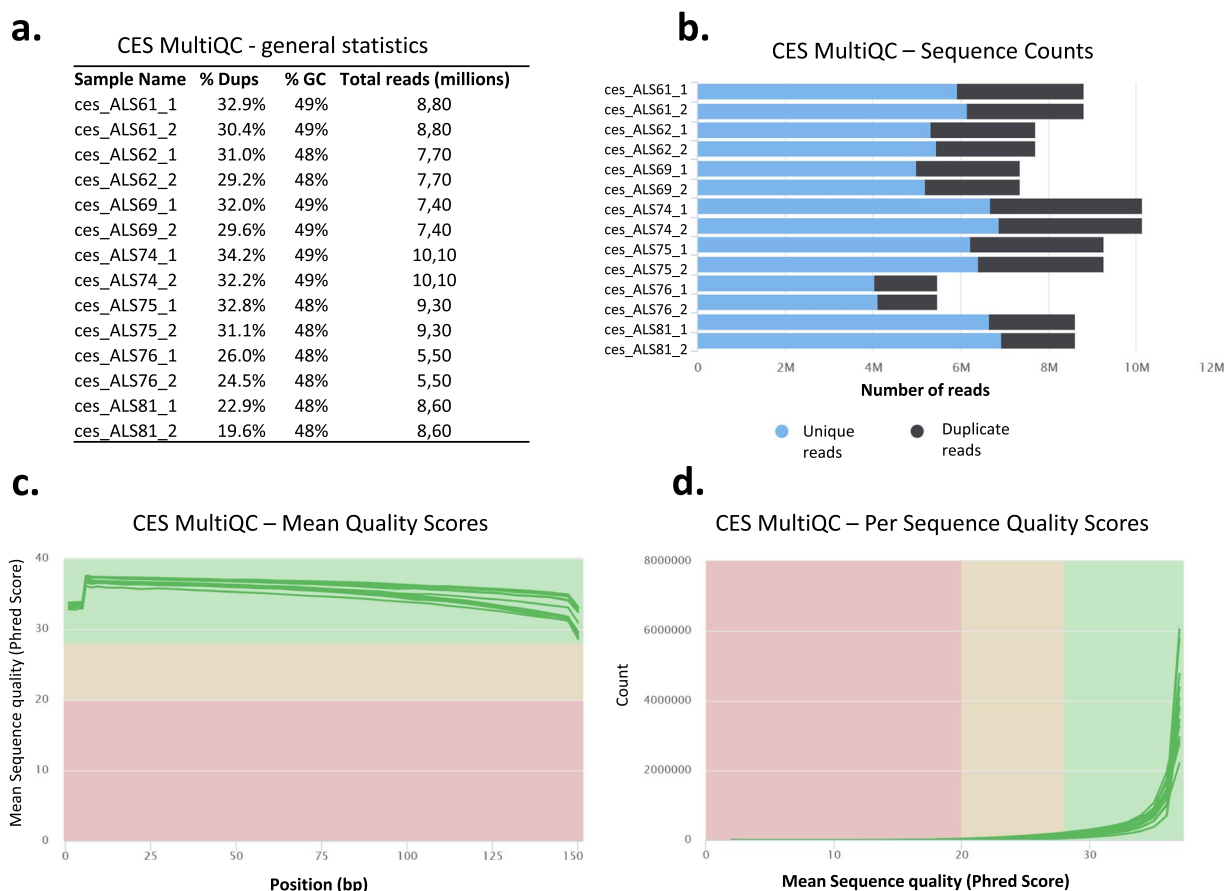 a.
CES MultiQC - general statistics
Sample Name % Dups % GC Total reads (millions)
ces_ALS61_1 32.9% 49% 8,80
ces_ALS61_2 30.4% 49% 8,80
ces_ALS62_1 31.0% 48% 7,70
ces_ALS62_2 29.2% 48% 7,70
ces_ALS69_1 32.0% 49% 7,40
ces_ALS69_2 29.6% 49% 7,40
ces_ALS74_1 34.2% 49% 10,10
ces_ALS74_2 32.2% 49% 10,10
ces_ALS75_1 32.8% 48% 9,30
ces_ALS75_2 31.1% 48% 9,30
ces_ALS76_1 26.0% 48% 5,50
ces_ALS76_2 24.5% 48% 5,50
ces_ALS81_1 22.9% 48% 8,60
ces_ALS81_2 19.6% 48% 8,60
b.
CES MultiQC – Sequence Counts
ces_ALS61_1
ces_ALS61_2
ces_ALS62_1
ces_ALS62_2
ces_ALS69_1
ces_ALS69_2
ces_ALS74_1
ces_ALS74_2
ces_ALS75_1
ces_ALS75_2
ces_ALS76_1
ces_ALS76_2
ces_ALS81_1
ces_ALS81_2
0 2M 4M 6M 8M 10M 12M
Number of reads
Unique
reads
Duplicate
reads
c.
CES MultiQC – Mean Quality Scores
Mean Sequence quality (Phred Score)
40
30
20
10
0
0 25 50 75 100 125 150
Position (bp)
d.
CES MultiQC – Per Sequence Quality Scores
Count
8000000
6000000
4000000
2000000
0
0 10 20 30
Mean Sequence quality (Phred Score)